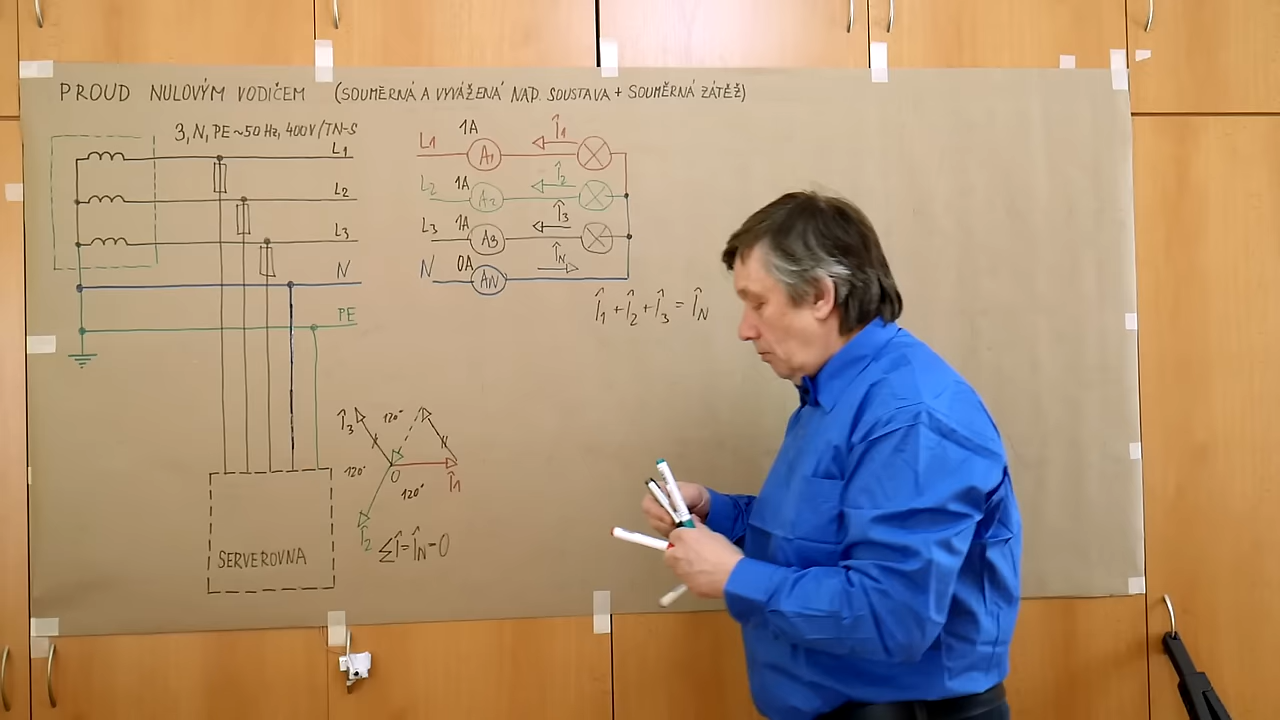 PROUD NULOVÝM VODIČEM (SOUMĚRNÁ A VYVÁŽENÁ NAP. SOUSTAVA + SOUMĚRNÁ ZÁTĚŽ)
3, N, PE ~ 50 Hz, 400V/TN-S
L1
L2
L3
N
PE
SERVEROVNA
L1 1A A1 Î1
L2 1A A2 Î2
L3 1A A3 Î3
N 0A AN ÎN
Î1 + Î2 + Î3 = ÎN
Î3 120°
120° 0 Î1
120°
Î2
∑Î = ÎN = 0